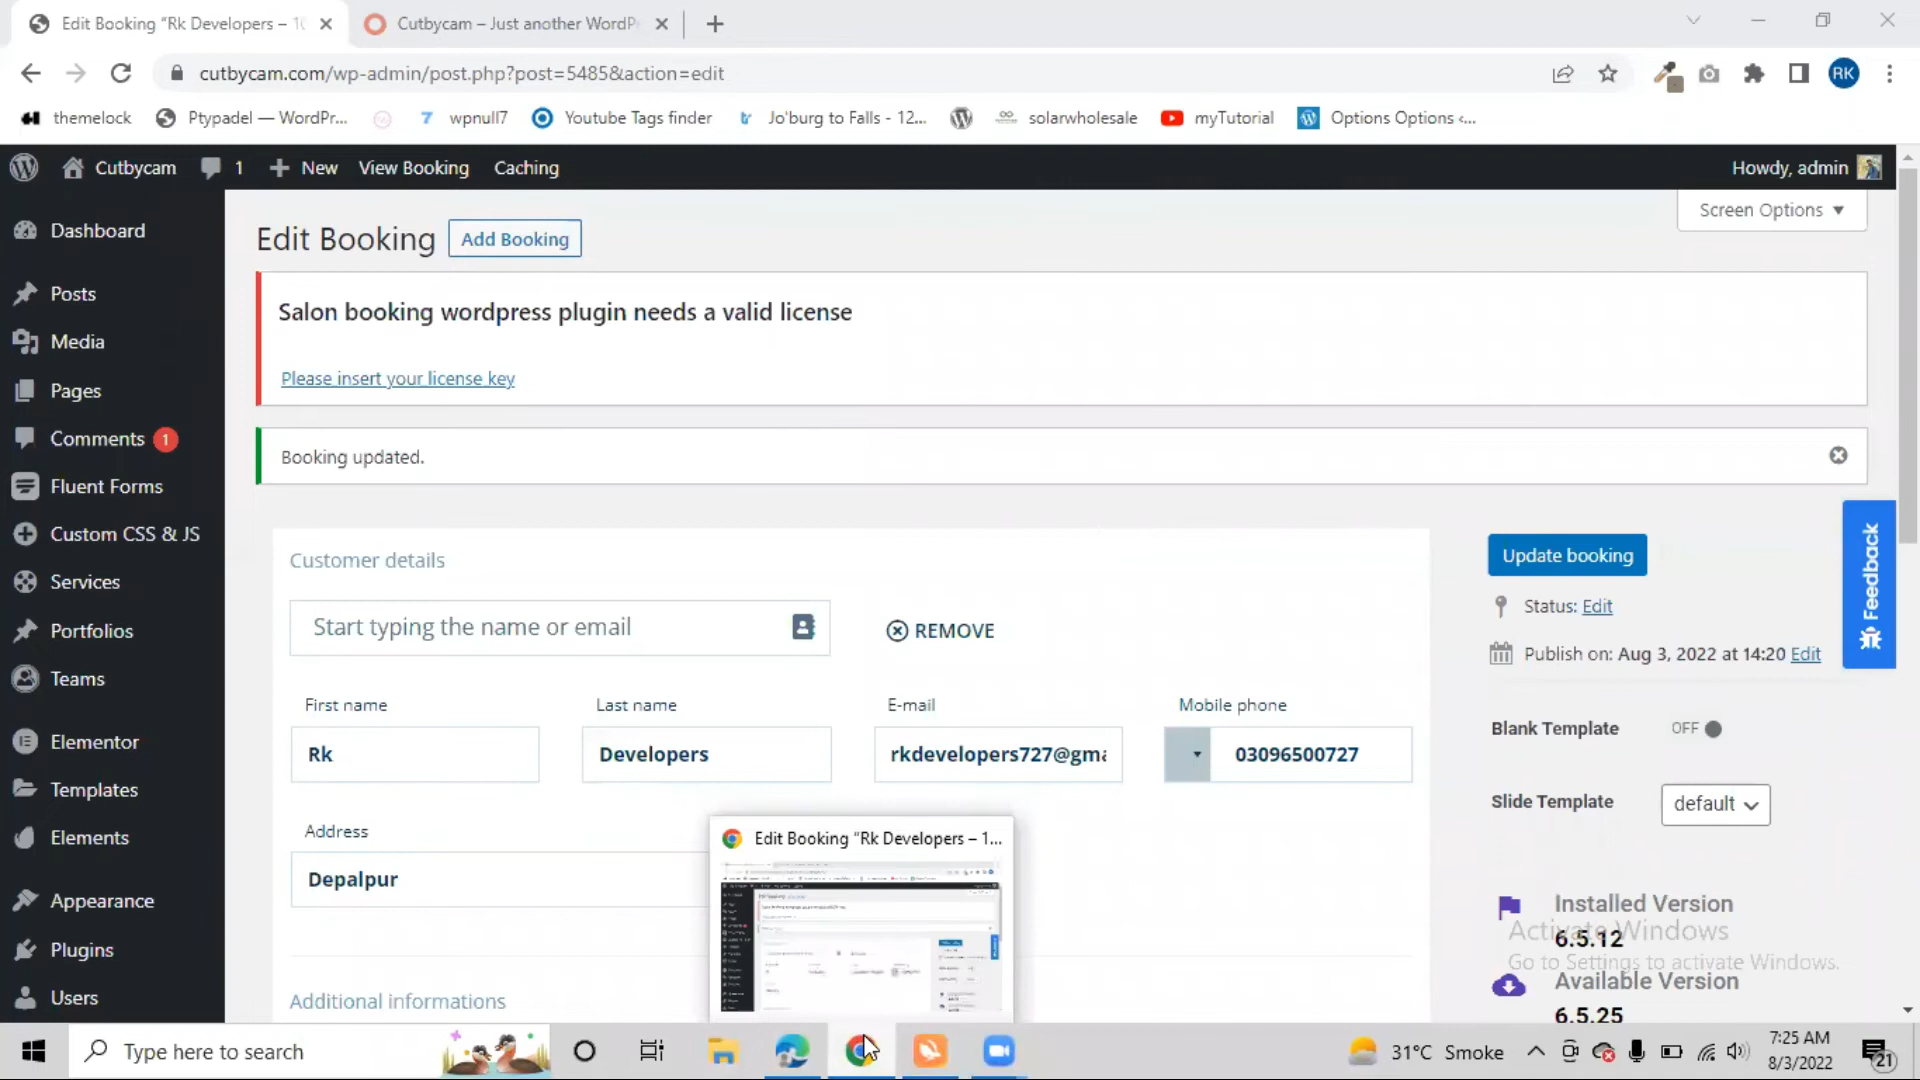 Edit Booking “Rk Developers – 10
Cutbycam – Just another WordPr
cutbycam.com/wp-admin/post.php?post=5485&action=edit
RK
themelock
Ptypadel — WordPr...
wpnull7
Youtube Tags finder
Jo'burg to Falls - 12...
solarwholesale
myTutorial
Options Options ‹...
Cutbycam
1
New
View Booking
Caching
Howdy, admin
Screen Options
Dashboard
Posts
Media
Pages
Comments 1
Fluent Forms
Custom CSS & JS
Services
Portfolios
Teams
Elementor
Templates
Elements
Appearance
Plugins
Users
Edit Booking
Add Booking
Salon booking wordpress plugin needs a valid license
Please insert your license key
Booking updated.
Customer details
Start typing the name or email
REMOVE
First name
Last name
E-mail
Mobile phone
Rk
Developers
rkdevelopers727@gma
03096500727
Address
Depalpur
Additional informations
Update booking
Status: Edit
Publish on: Aug 3, 2022 at 14:20 Edit
Blank Template
OFF
Slide Template
default
Installed Version
6.5.12
Available Version
6.5.25
Activate Windows
Go to Settings to activate Windows.
Feedback
Edit Booking “Rk Developers – 1...
Type here to search
31°C Smoke
7:25 AM
8/3/2022
21